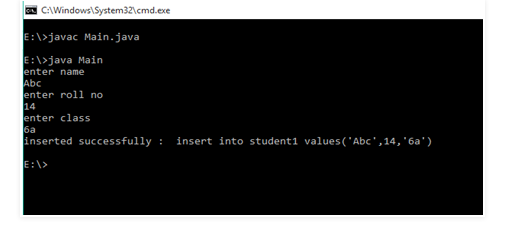 C:\Windows\System32\cmd.exe
E:\>javac Main.java
E:\>java Main
enter name
Abc
enter roll no
14
enter class
6a
inserted successfully :  insert into student1 values('Abc',14,'6a')
E:\>